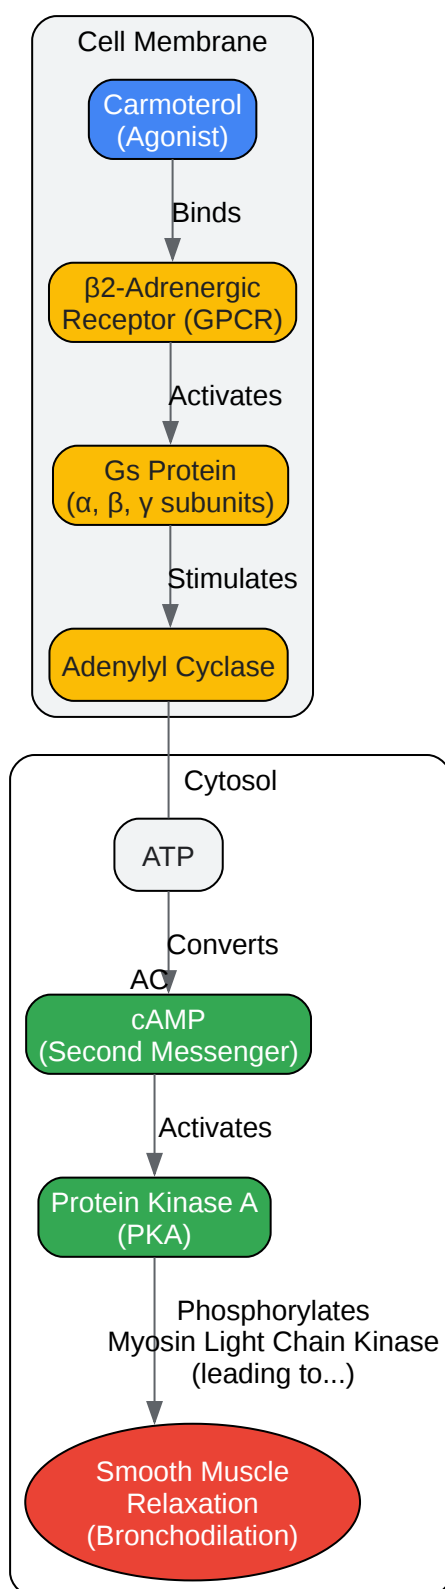 Cell Membrane
Carmoterol
(Agonist)
Binds
β2-Adrenergic
Receptor (GPCR)
Activates
Gs Protein
(α, β, γ subunits)
Stimulates
Adenylyl Cyclase
Cytosol
ATP
Converts
AC
cAMP
(Second Messenger)
Activates
Protein Kinase A
(PKA)
Phosphorylates
Myosin Light Chain Kinase
(leading to...)
Smooth Muscle
Relaxation
(Bronchodilation)